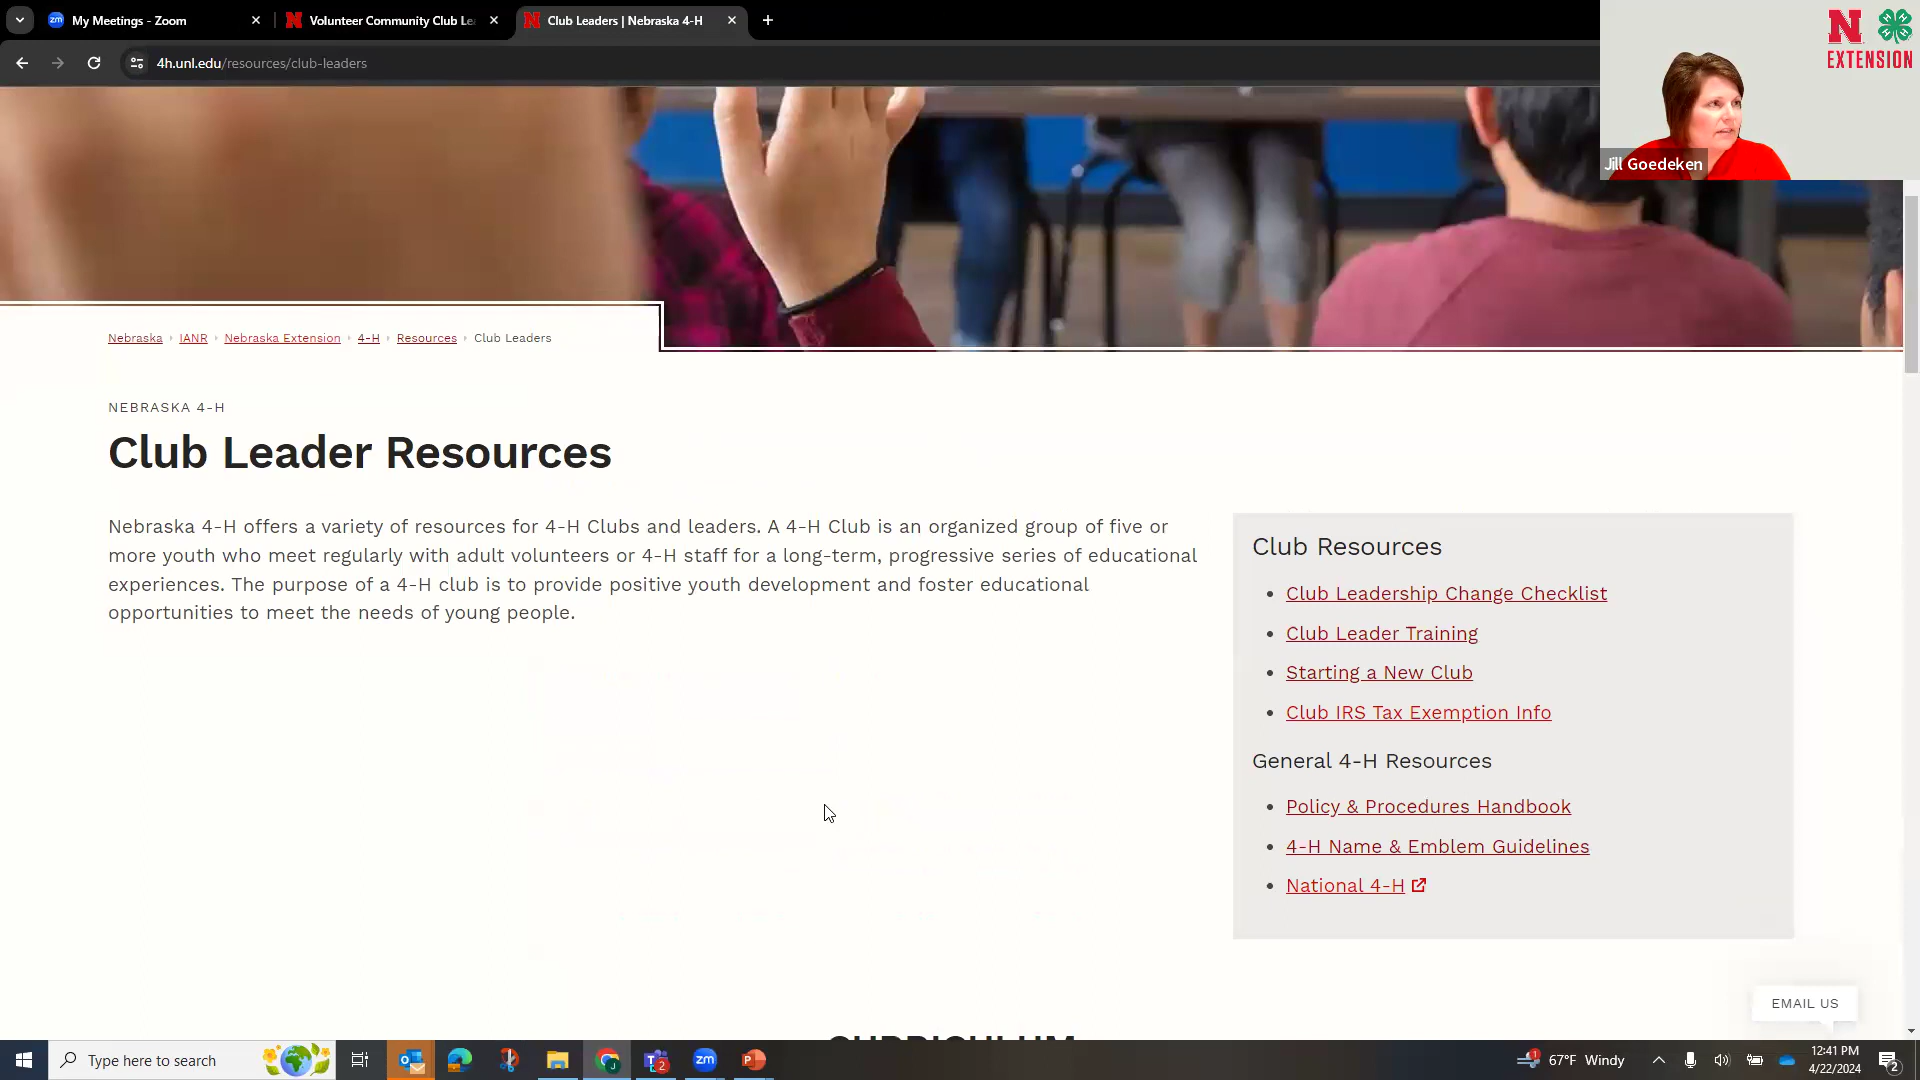 My Meetings - Zoom
Volunteer Community Club Le
Club Leaders | Nebraska 4-H
4h.unl.edu/resources/club-leaders
N
EXTENSION
Jill Goedeken
Nebraska › IANR › Nebraska Extension › 4-H › Resources › Club Leaders
NEBRASKA 4-H
Club Leader Resources
Nebraska 4-H offers a variety of resources for 4-H Clubs and leaders. A 4-H Club is an organized group of five or
more youth who meet regularly with adult volunteers or 4-H staff for a long-term, progressive series of educational
experiences. The purpose of a 4-H club is to provide positive youth development and foster educational
opportunities to meet the needs of young people.
Club Resources
• Club Leadership Change Checklist
• Club Leader Training
• Starting a New Club
• Club IRS Tax Exemption Info
General 4-H Resources
• Policy & Procedures Handbook
• 4-H Name & Emblem Guidelines
• National 4-H
EMAIL US
CURRICULUM
Type here to search
67°F Windy
12:41 PM
4/22/2024